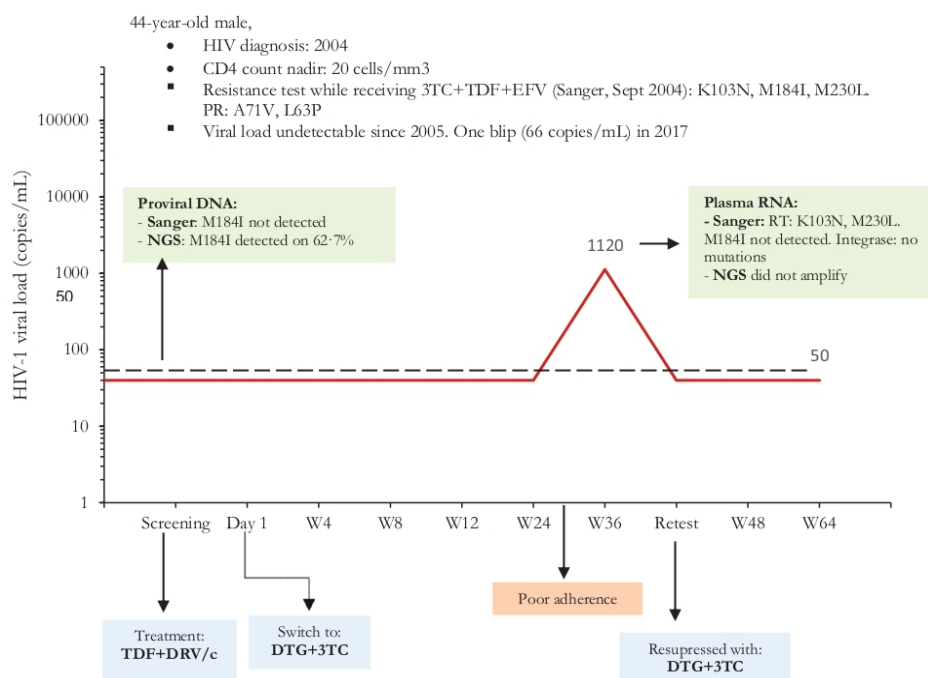 44-year-old male,
● HIV diagnosis: 2004
● CD4 count nadir: 20 cells/mm3
▪ Resistance test while receiving 3TC+TDF+EFV (Sanger, Sept 2004): K103N, M184I, M230L.
PR: A71V, L63P
▪ Viral load undetectable since 2005. One blip (66 copies/mL) in 2017
HIV-1 viral load (copies/mL)
100000
10000
1000
50
100
10
1
Proviral DNA:
- Sanger: M184I not detected
- NGS: M184I detected on 62·7%
1120
Plasma RNA:
- Sanger: RT: K103N, M230L.
M184I not detected. Integrase: no
mutations
- NGS did not amplify
50
Screening Day 1 W4 W8 W12 W24 W36 Retest W48 W64
Treatment:
TDF+DRV/c
Switch to:
DTG+3TC
Poor adherence
Resupressed with:
DTG+3TC